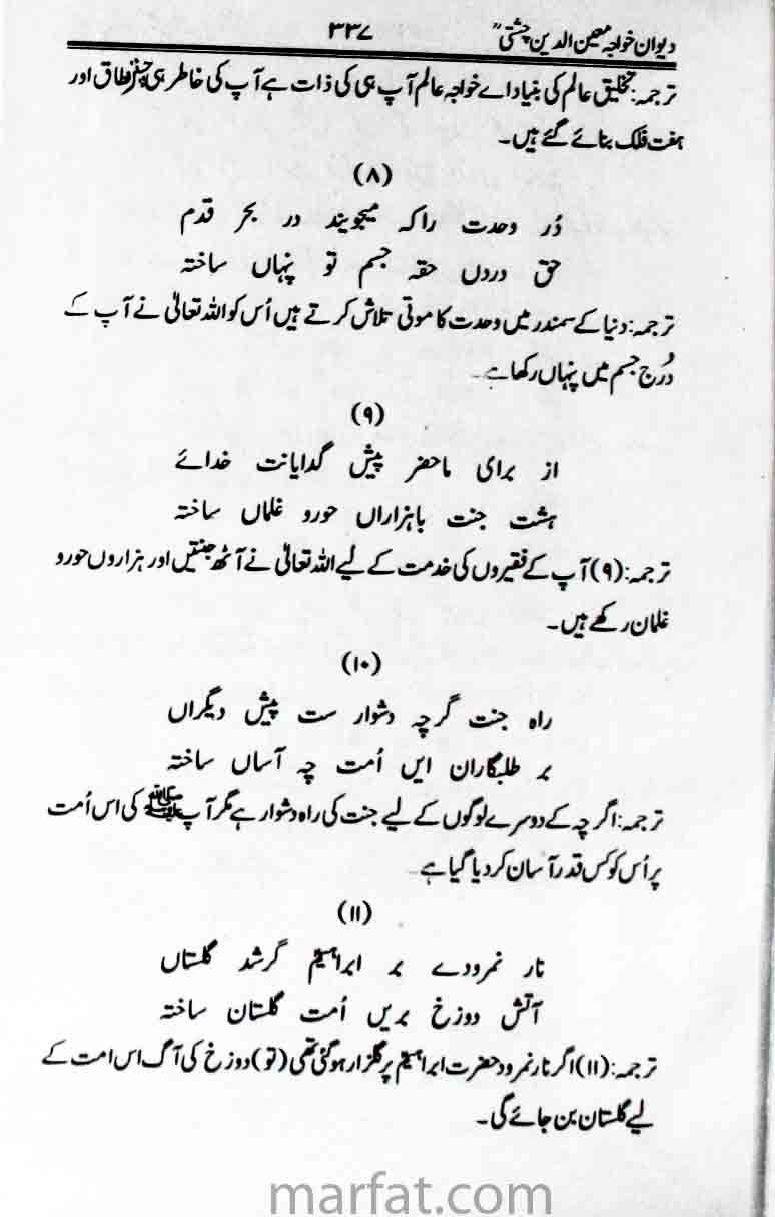 دیوان خواجہ معین الدین چشتیؒ ۳۳۷
ترجمہ: تخلیق عالم کی بنیاد اے خواجہ عالم آپ ہی کی ذات ہے آپ کی خاطر ہی چنبر طاق اور
ہفت فلک بنائے گئے ہیں۔
(۸)
دُر وحدت راکہ میجویند در بحر قدم
حق دردں حقہ جسم تو پنہاں ساختہ
ترجمہ: دنیا کے سمندر میں وحدت کا موتی تلاش کرتے ہیں اُس کو اللہ تعالیٰ نے آپ کے
دُرج جسم میں پنہاں رکھا ہے۔
(۹)
از برای ماحضر پیش گدایانت خدائے
ہشت جنت باہزاراں حورو غلماں ساختہ
ترجمہ: (۹) آپ کے فقیروں کی خدمت کے لیے اللہ تعالیٰ نے آٹھ جنتیں اور ہزاروں حورو
غلمان رکھے ہیں۔
(۱۰)
راہ جنت گرچہ دشوار ست پیش دیگراں
بر طلبگاران ایں اُمت چہ آساں ساختہ
ترجمہ: اگرچہ کے دوسرے لوگوں کے لیے جنت کی راہ دشوار ہے مگر آپ ﷺ کی اس اُمت
پر اُس کو کس قدر آسان کردیا گیا ہے۔
(۱۱)
نار نمرودے بر ابراہیمؑ گرشد گلستاں
آتش دوزخ بریں اُمت گلستان ساختہ
ترجمہ: (۱۱) اگر نار نمرود حضرت ابراہیمؑ پر گلزار ہوگئی تھی (تو) دوزخ کی آگ اس امت کے
لیے گلستان بن جائے گی۔
marfat.com